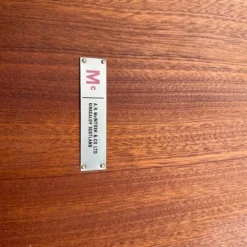 Mc
A.H McINTOSH & CO LTD
KIRKCALDY SCOTLAND